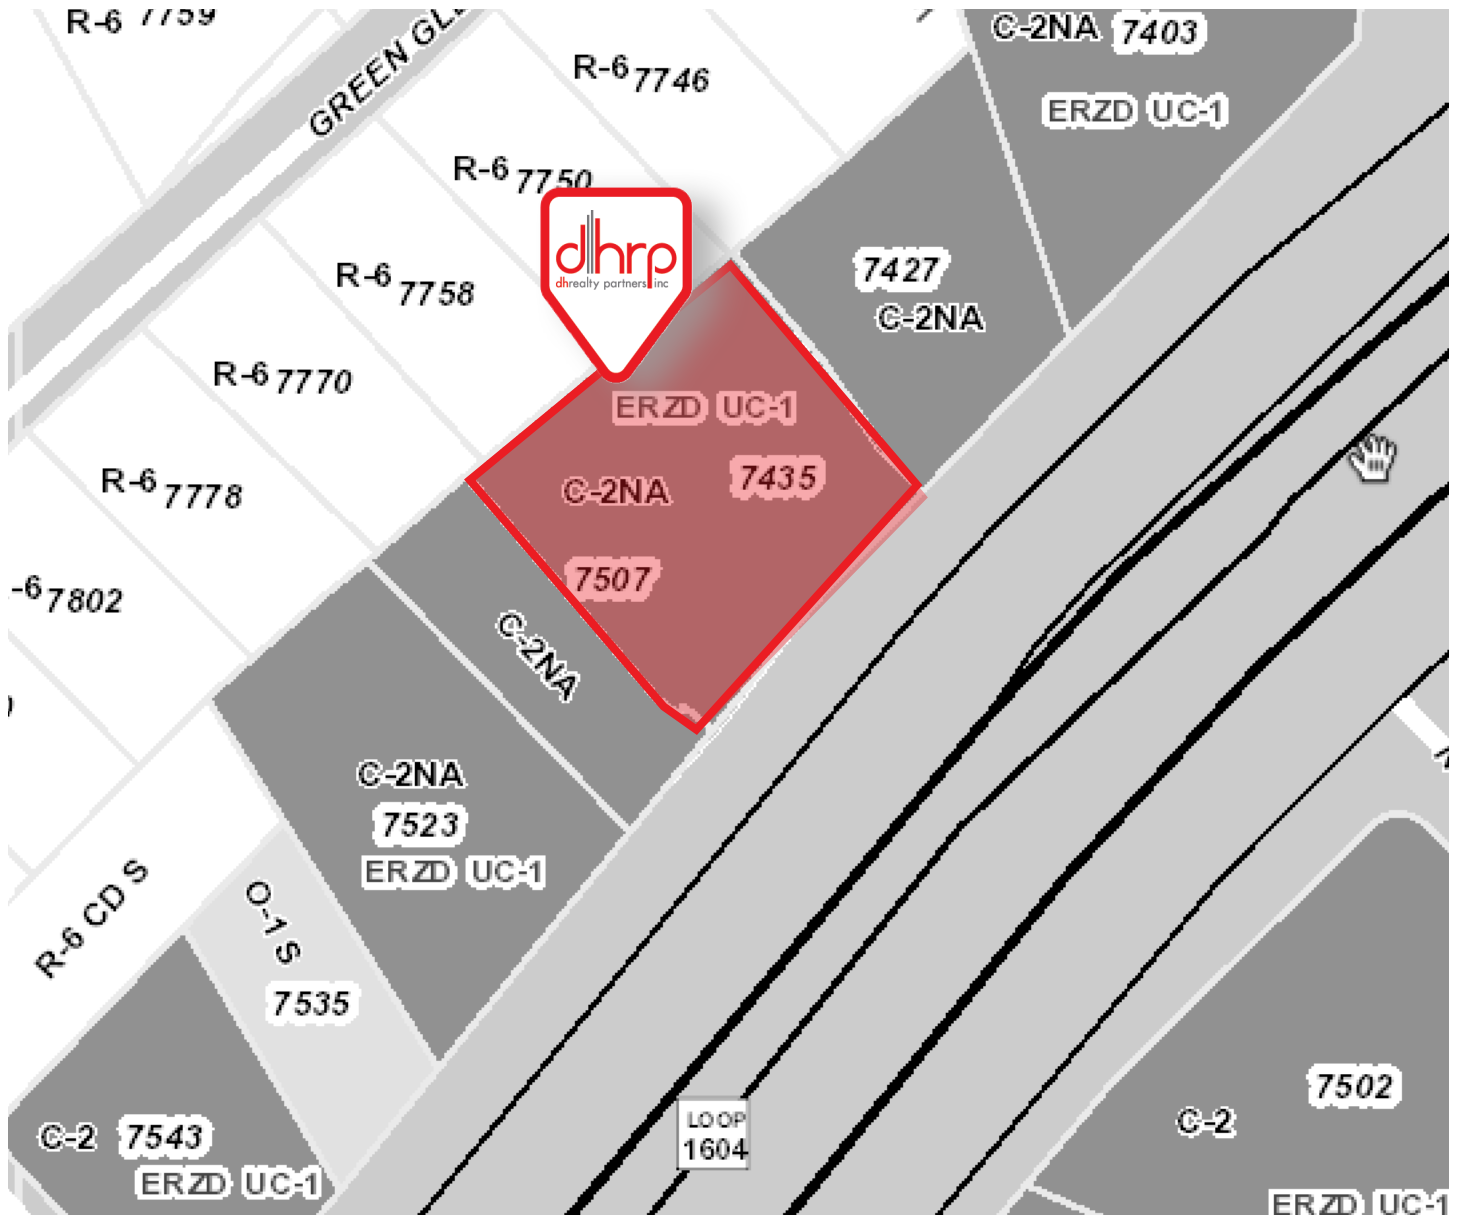 R-6 7759
GREEN GLE
R-6 7746
C-2NA 7403
ERZD UC-1
R-6 7750
dhrp
dhrealty partners inc
7427
C-2NA
R-6 7758
R-6 7770
ERZD UC-1
C-2NA 7435
R-6 7778
7507
-6 7802
C-2NA
C-2NA
7523
ERZD UC-1
R-6 CD S
O-1 S
7535
C-2 7543
ERZD UC-1
LOOP
1604
7502
C-2
ERZD UC-1